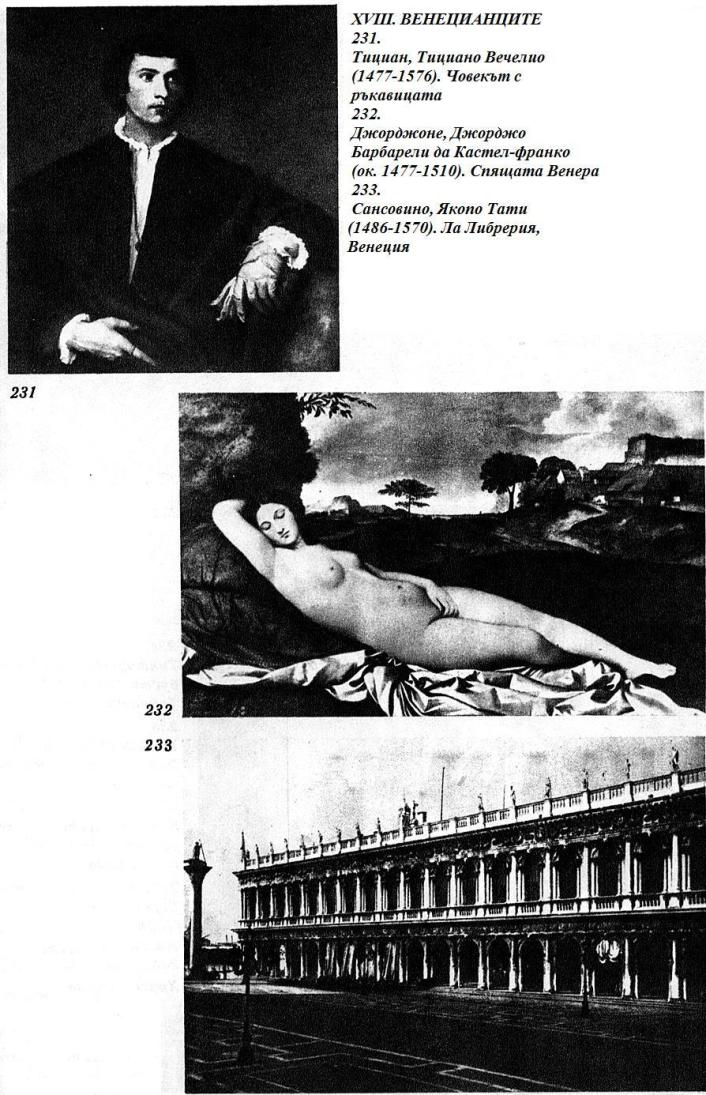 XVIII. ВЕНЕЦИАНЦИТЕ
231.
Тициан, Тициано Вечелио
(1477-1576). Човекът с
ръкавицата
232.
Джорджоне, Джорджо
Барбарели да Кастел-франко
(ок. 1477-1510). Спящата Венера
233.
Сансовино, Якопо Тати
(1486-1570). Ла Либрерия,
Венеция
231
232
233